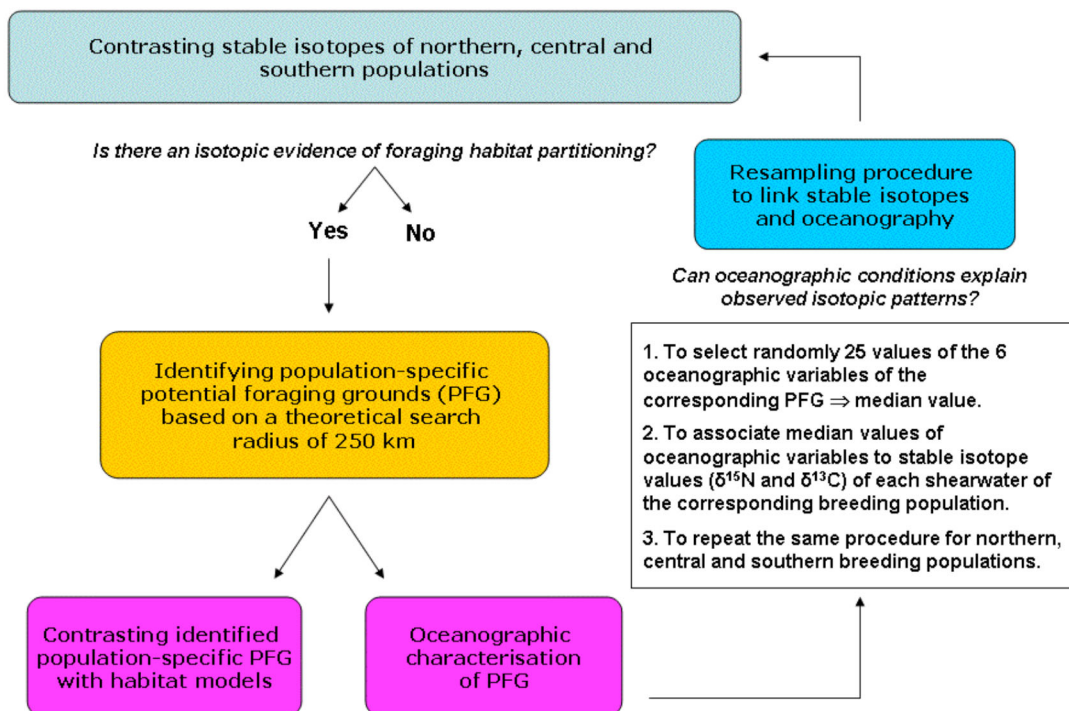 Contrasting stable isotopes of northern, central and
southern populations
Is there an isotopic evidence of foraging habitat partitioning?
Yes
No
Identifying population-specific
potential foraging grounds (PFG)
based on a theoretical search
radius of 250 km
Contrasting identified
population-specific PFG
with habitat models
Oceanographic
characterisation
of PFG
Resampling procedure
to link stable isotopes
and oceanography
Can oceanographic conditions explain
observed isotopic patterns?
1. To select randomly 25 values of the 6
oceanographic variables of the
corresponding PFG ⇒ median value.
2. To associate median values of
oceanographic variables to stable isotope
values (δ¹⁵N and δ¹³C) of each shearwater of
the corresponding breeding population.
3. To repeat the same procedure for northern,
central and southern breeding populations.